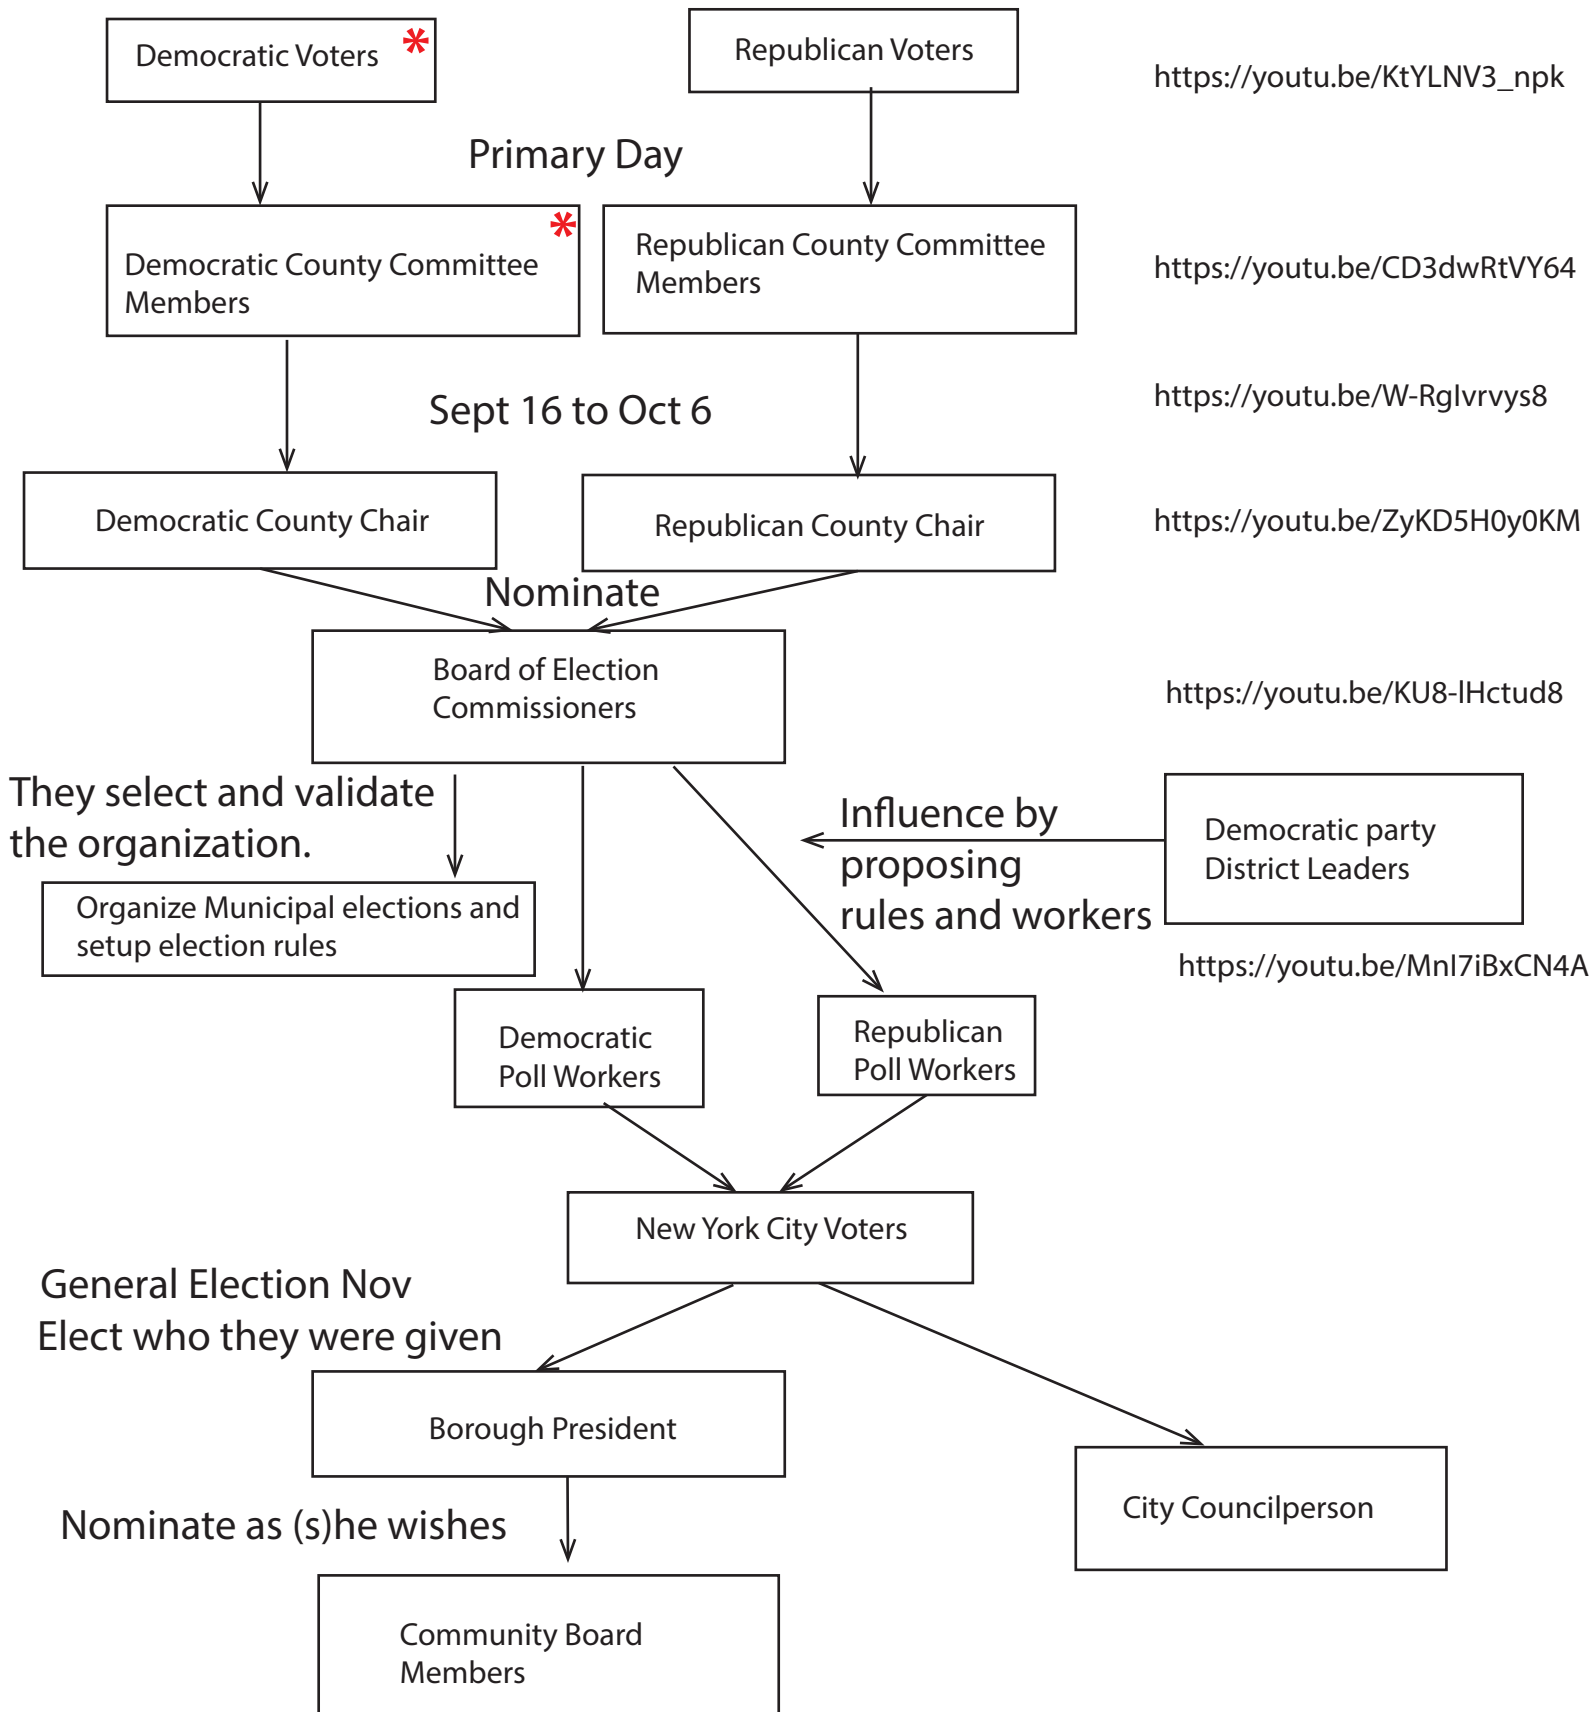 Democratic Voters *
Republican Voters
https://youtu.be/KtYLNV3_npk
Primary Day
*
Democratic County Committee
Members
Republican County Committee
Members
https://youtu.be/CD3dwRtVY64
Sept 16 to Oct 6
https://youtu.be/W-RgIvrvys8
Democratic County Chair
Republican County Chair
https://youtu.be/ZyKD5H0y0KM
Nominate
Board of Election
Commissioners
https://youtu.be/KU8-lHctud8
They select and validate
the organization.
Influence by
proposing
rules and workers
Democratic party
District Leaders
Organize Municipal elections and
setup election rules
https://youtu.be/MnI7iBxCN4A
Democratic
Poll Workers
Republican
Poll Workers
New York City Voters
General Election Nov
Elect who they were given
Borough President
City Councilperson
Nominate as (s)he wishes
Community Board
Members